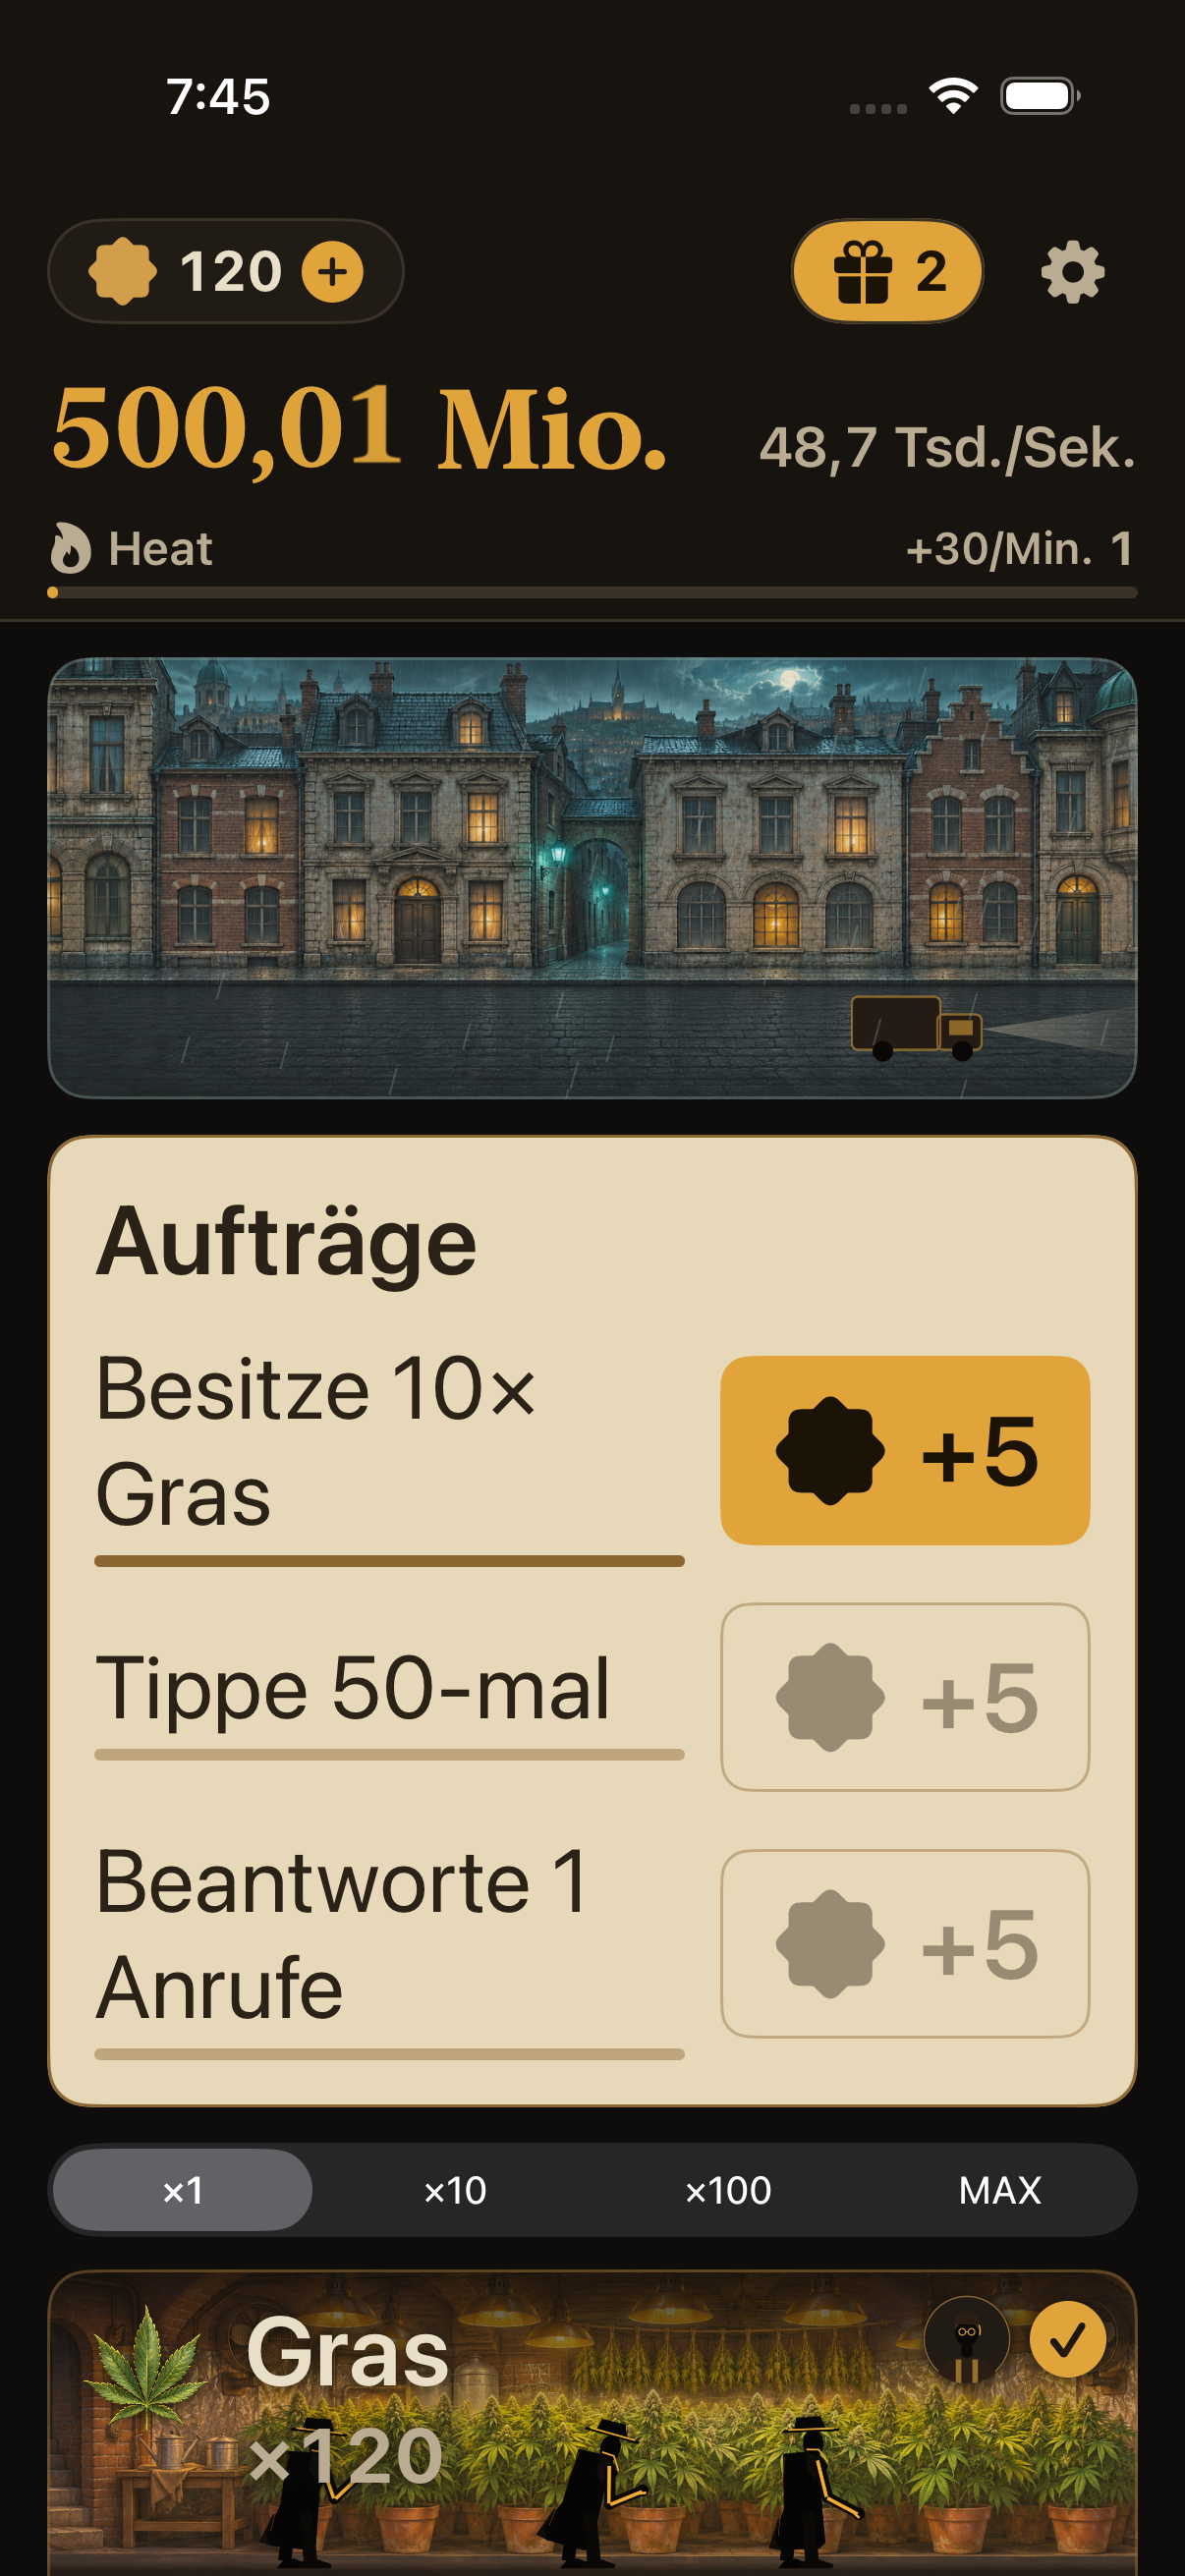 7:45
120
2
500,01 Mio.
48,7 Tsd./Sek.
Heat
+30/Min. 1
Aufträge
Besitze 10×
Gras
+5
Tippe 50-mal
+5
Beantworte 1
Anrufe
+5
×1
×10
×100
MAX
Gras
×120